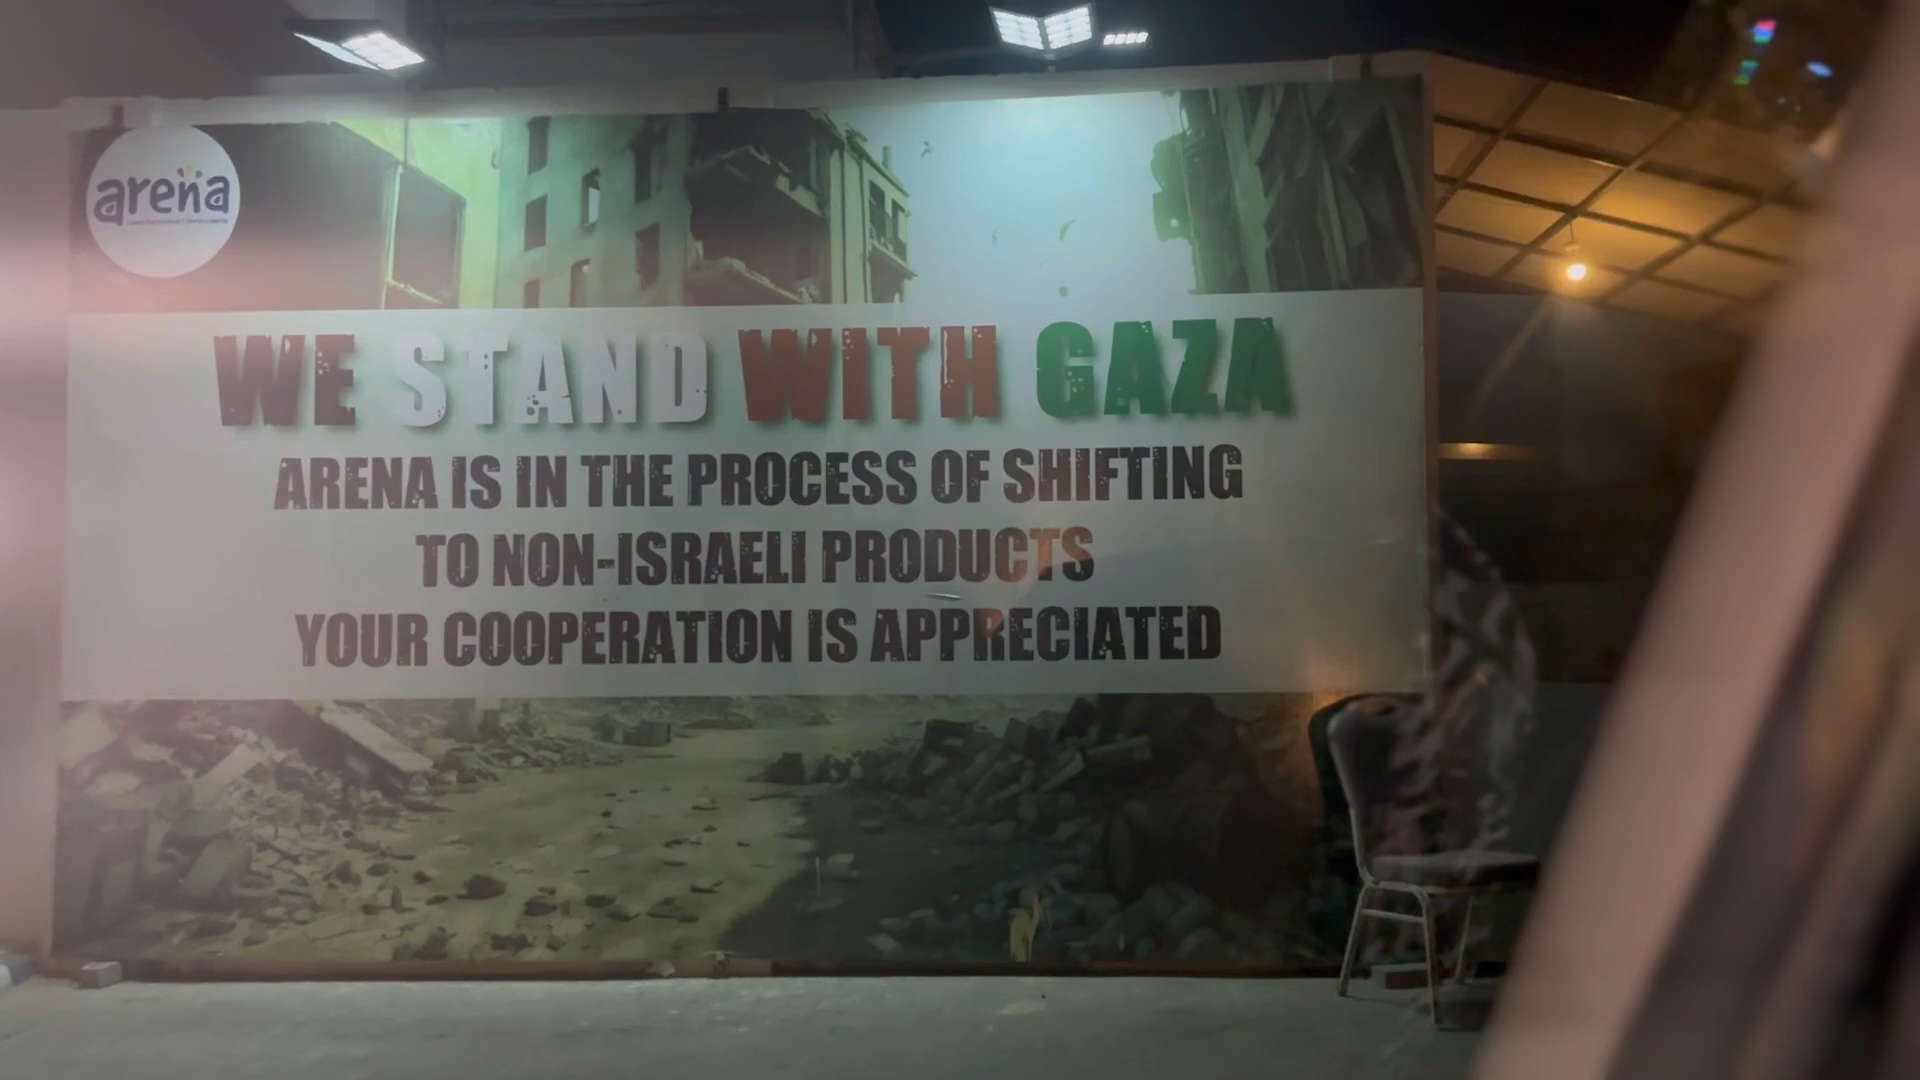 arena
WE STAND WITH GAZA
ARENA IS IN THE PROCESS OF SHIFTING
TO NON-ISRAELI PRODUCTS
YOUR COOPERATION IS APPRECIATED